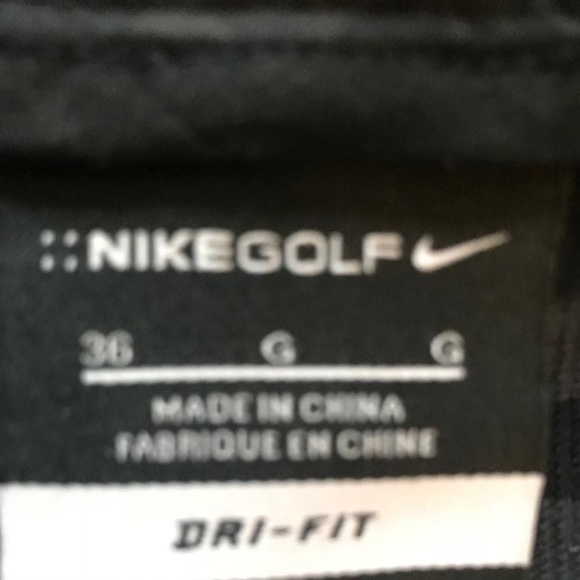 ::NIKEGOLF
36 G G
MADE IN CHINA
FABRIQUE EN CHINE
DRI-FIT